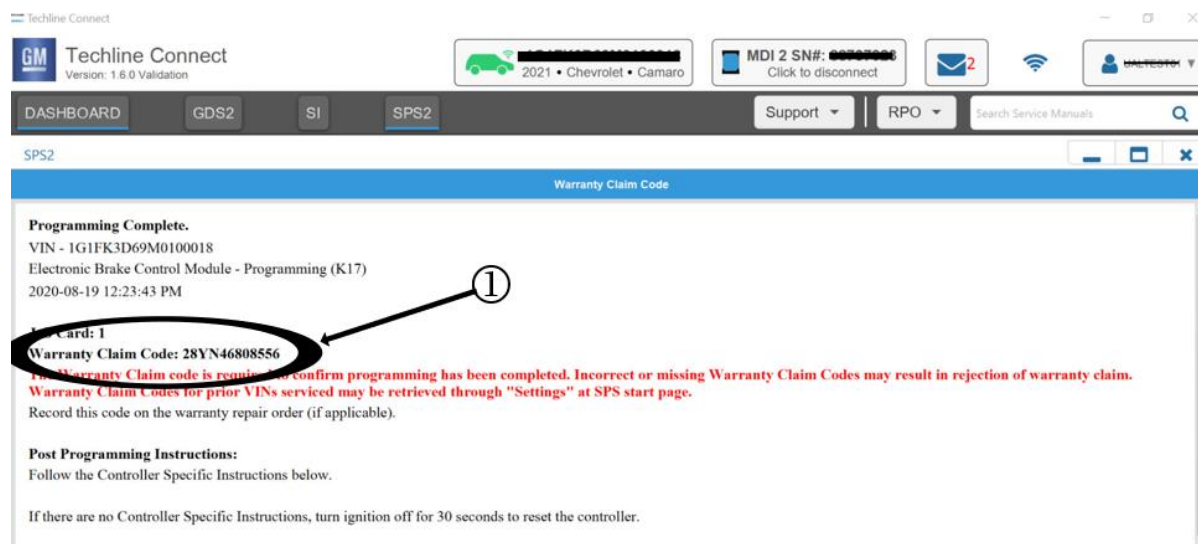 Techline Connect
GM
Techline Connect
Version: 1.6.0 Validation
2021 • Chevrolet • Camaro
MDI 2 SN#:
Click to disconnect
2
DASHBOARD GDS2 SI SPS2 Support RPO Search Service Manuals
SPS2
Warranty Claim Code
Programming Complete.
VIN - 1G1FK3D69M0100018
Electronic Brake Control Module - Programming (K17)
2020-08-19 12:23:43 PM
1
Card: 1
Warranty Claim Code: 28YN46808556
The Warranty Claim code is required to confirm programming has been completed. Incorrect or missing Warranty Claim Codes may result in rejection of warranty claim.
Warranty Claim Codes for prior VINs serviced may be retrieved through "Settings" at SPS start page.
Record this code on the warranty repair order (if applicable).
Post Programming Instructions:
Follow the Controller Specific Instructions below.
If there are no Controller Specific Instructions, turn ignition off for 30 seconds to reset the controller.